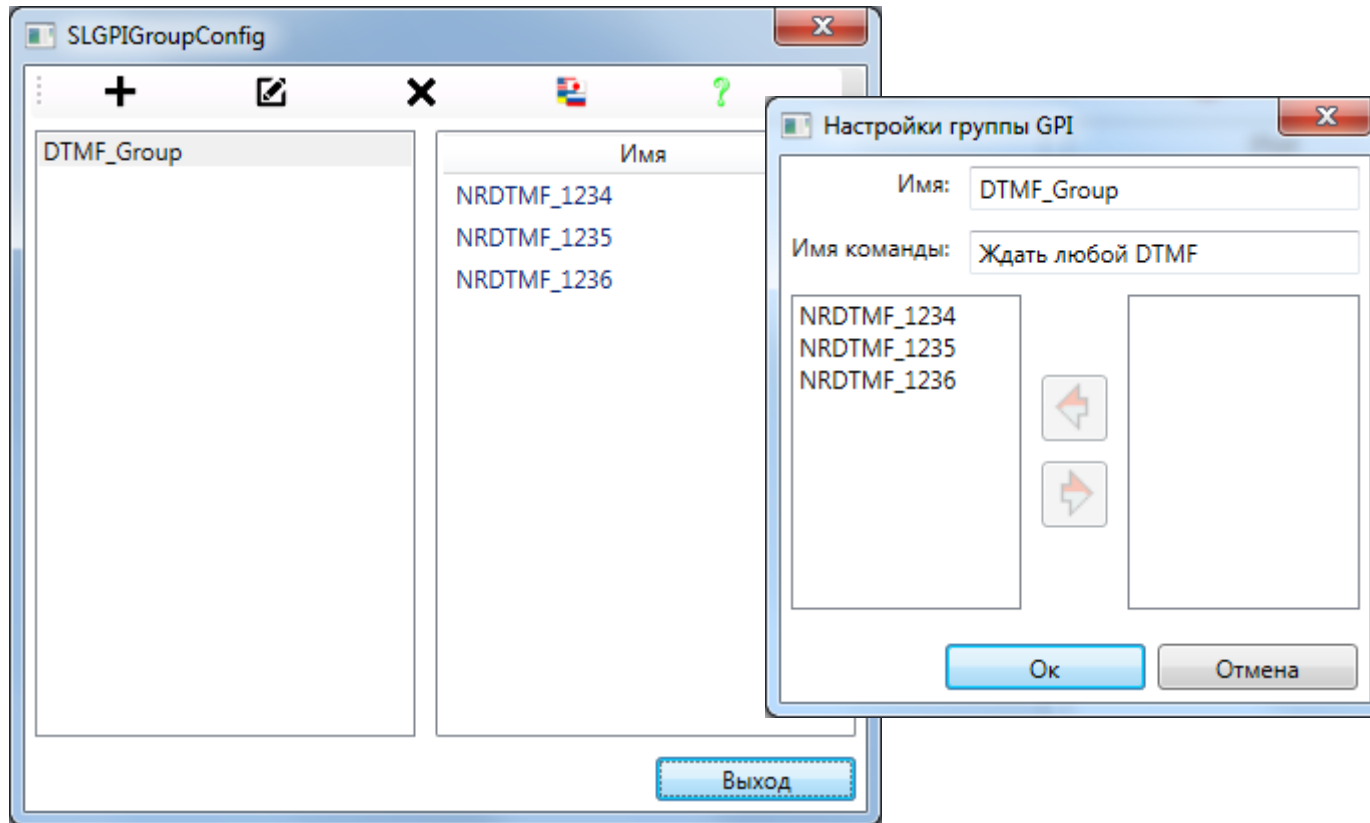 SLGPIGroupConfig
DTMF_Group
Имя
NRDTMF_1234
NRDTMF_1235
NRDTMF_1236
Выход
Настройки группы GPI
Имя: DTMF_Group
Имя команды: Ждать любой DTMF
NRDTMF_1234
NRDTMF_1235
NRDTMF_1236
Ок Отмена